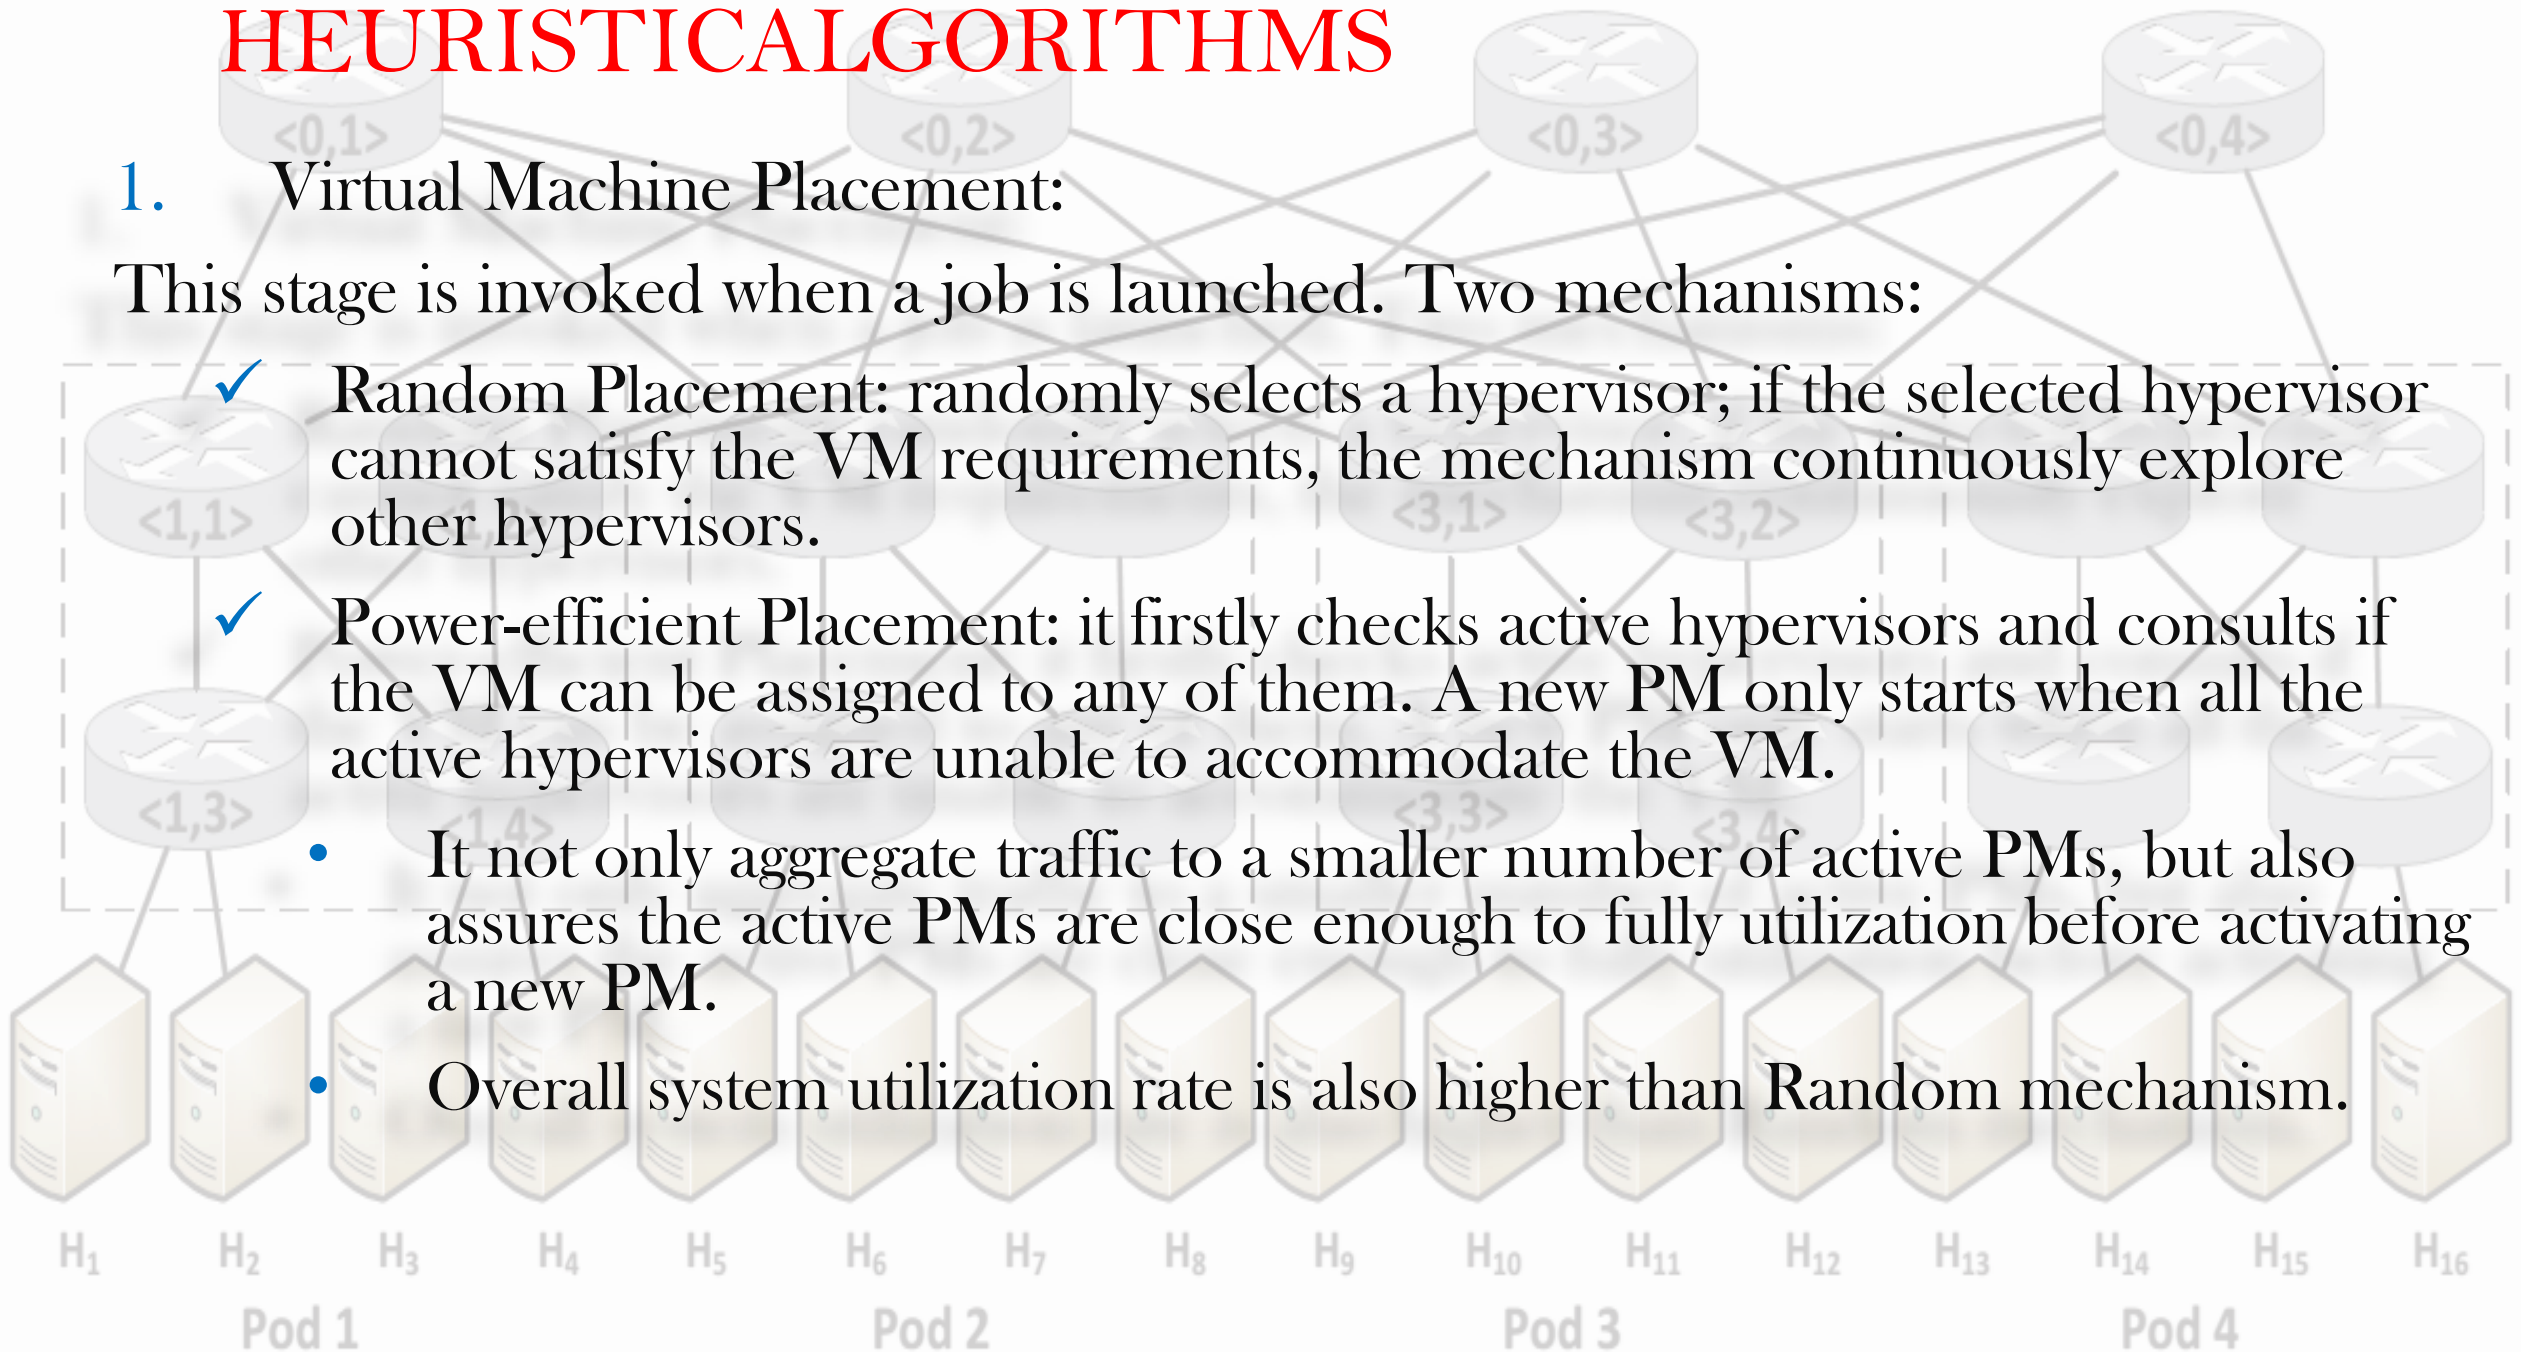 HEURISTICALGORITHMS
<0,1> <0,2> <0,3> <0,4>
1. Virtual Machine Placement:
This stage is invoked when a job is launched. Two mechanisms:
✓ Random Placement: randomly selects a hypervisor; if the selected hypervisor
cannot satisfy the VM requirements, the mechanism continuously explore
other hypervisors.
<1,1> <3,1> <3,2>
✓ Power-efficient Placement: it firstly checks active hypervisors and consults if
the VM can be assigned to any of them. A new PM only starts when all the
active hypervisors are unable to accommodate the VM.
<1,3> <1,4> <3,3> <3,4>
• It not only aggregate traffic to a smaller number of active PMs, but also
assures the active PMs are close enough to fully utilization before activating
a new PM.
• Overall system utilization rate is also higher than Random mechanism.
H1 H2 H3 H4 H5 H6 H7 H8 H9 H10 H11 H12 H13 H14 H15 H16
Pod 1 Pod 2 Pod 3 Pod 4